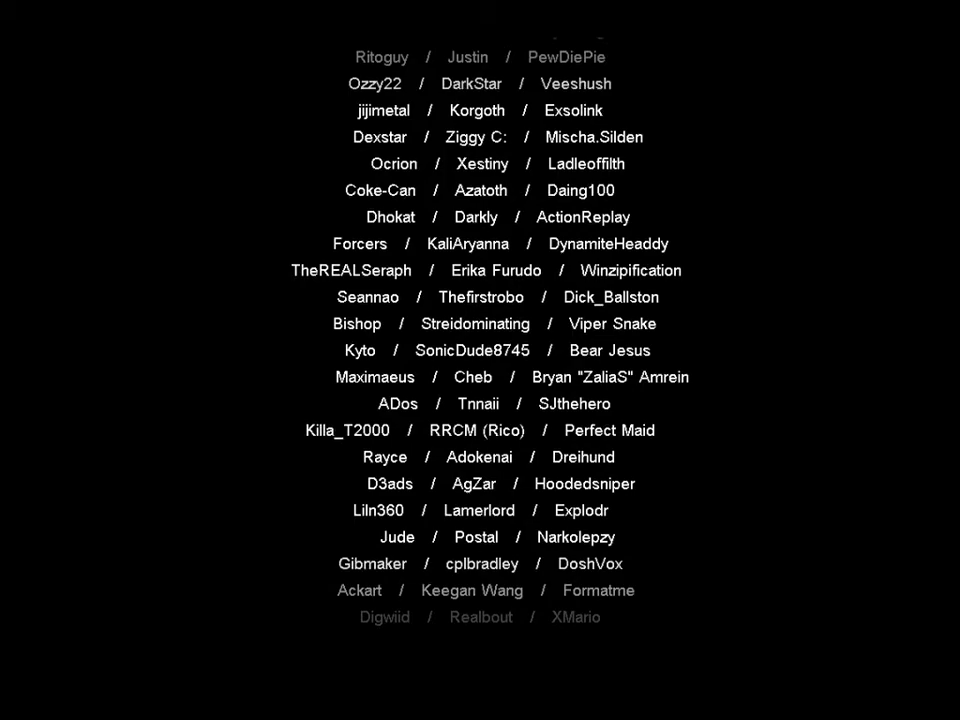 Ritoguy / Justin / PewDiePie
Ozzy22 / DarkStar / Veeshush
jijimetal / Korgoth / Exsolink
Dexstar / Ziggy C: / Mischa.Silden
Ocrion / Xestiny / Ladleoffilth
Coke-Can / Azatoth / Daing100
Dhokat / Darkly / ActionReplay
Forcers / KaliAryanna / DynamiteHeaddy
TheREALSeraph / Erika Furudo / Winzipification
Seannao / Thefirstrobo / Dick_Ballston
Bishop / Streidominating / Viper Snake
Kyto / SonicDude8745 / Bear Jesus
Maximaeus / Cheb / Bryan "ZaliaS" Amrein
ADos / Tnnaii / SJthehero
Killa_T2000 / RRCM (Rico) / Perfect Maid
Rayce / Adokenai / Dreihund
D3ads / AgZar / Hoodedsniper
Liln360 / Lamerlord / Explodr
Jude / Postal / Narkolepzy
Gibmaker / cplbradley / DoshVox
Ackart / Keegan Wang / Formatme
Digwiid / Realbout / XMario